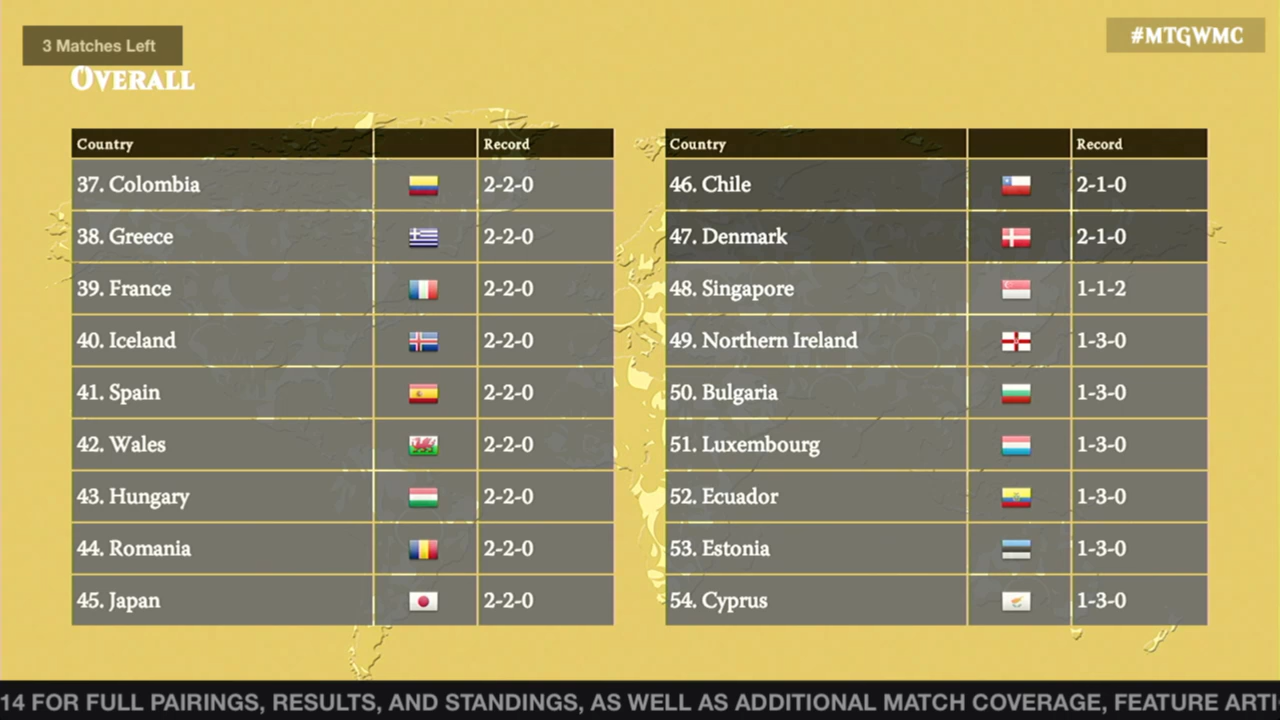 3 Matches Left
#MTGWMC
OVERALL
Country Record
37. Colombia 2-2-0
38. Greece 2-2-0
39. France 2-2-0
40. Iceland 2-2-0
41. Spain 2-2-0
42. Wales 2-2-0
43. Hungary 2-2-0
44. Romania 2-2-0
45. Japan 2-2-0
Country Record
46. Chile 2-1-0
47. Denmark 2-1-0
48. Singapore 1-1-2
49. Northern Ireland 1-3-0
50. Bulgaria 1-3-0
51. Luxembourg 1-3-0
52. Ecuador 1-3-0
53. Estonia 1-3-0
54. Cyprus 1-3-0
14 FOR FULL PAIRINGS, RESULTS, AND STANDINGS, AS WELL AS ADDITIONAL MATCH COVERAGE, FEATURE ARTI